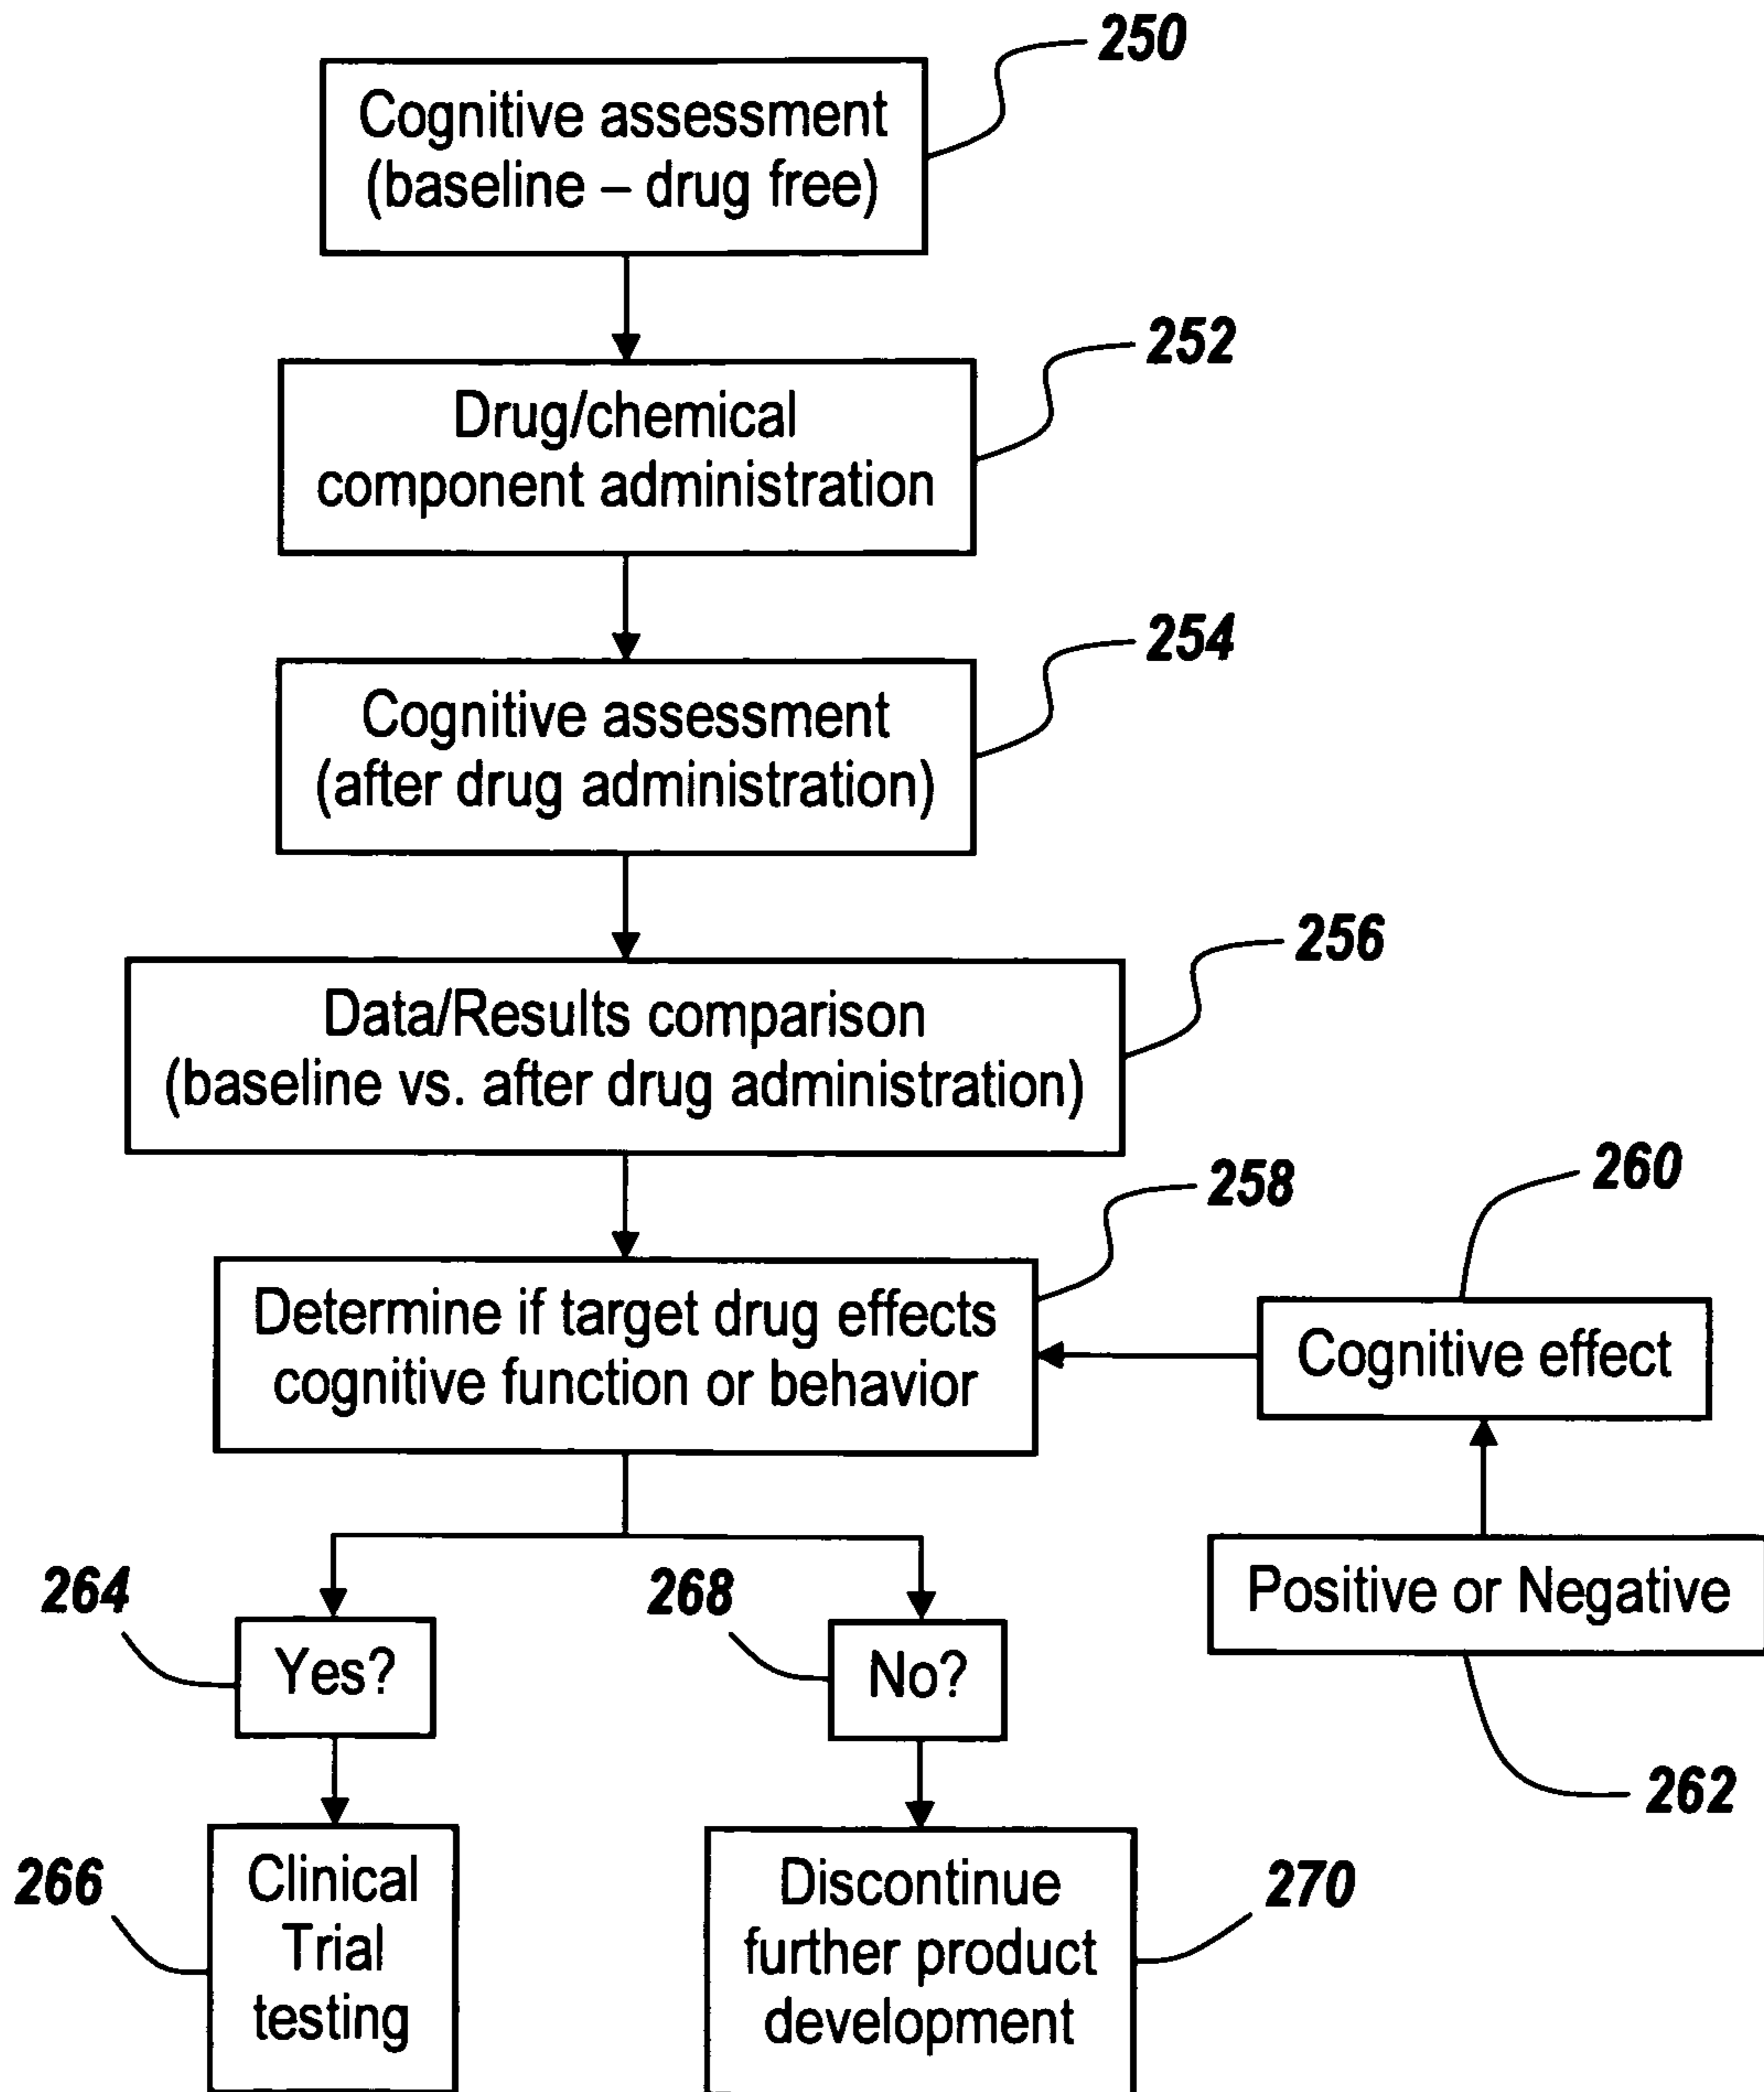 250
Cognitive assessment
(baseline – drug free)
252
Drug/chemical
component administration
254
Cognitive assessment
(after drug administration)
256
Data/Results comparison
(baseline vs. after drug administration)
258
260
Determine if target drug effects
cognitive function or behavior
Cognitive effect
264
268
Positive or Negative
Yes?
No?
262
266
Clinical
Trial
testing
Discontinue
further product
development
270